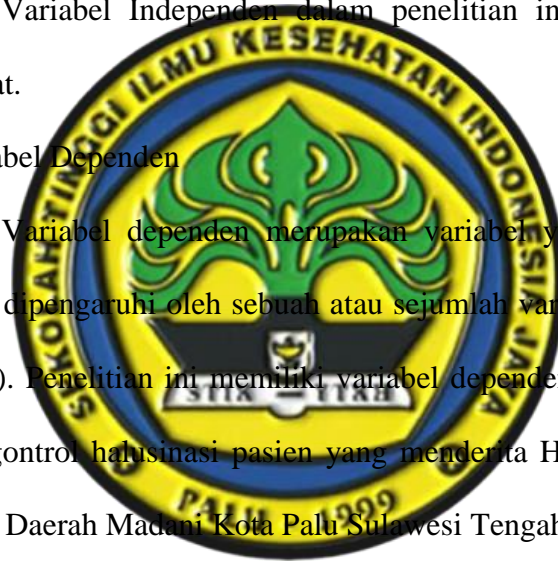 Variabel Independen dalam penelitian in
at.
abel Dependen
Variabel dependen merupakan variabel y
dipengaruhi oleh sebuah atau sejumlah var
). Penelitian ini memiliki variabel depende
gontrol halusinasi pasien yang menderita H
Daerah Madani Kota Palu Sulawesi Tengah
SEKOLAH TINGGI ILMU KESEHATAN INDONESIA JAYA
PALU 1999